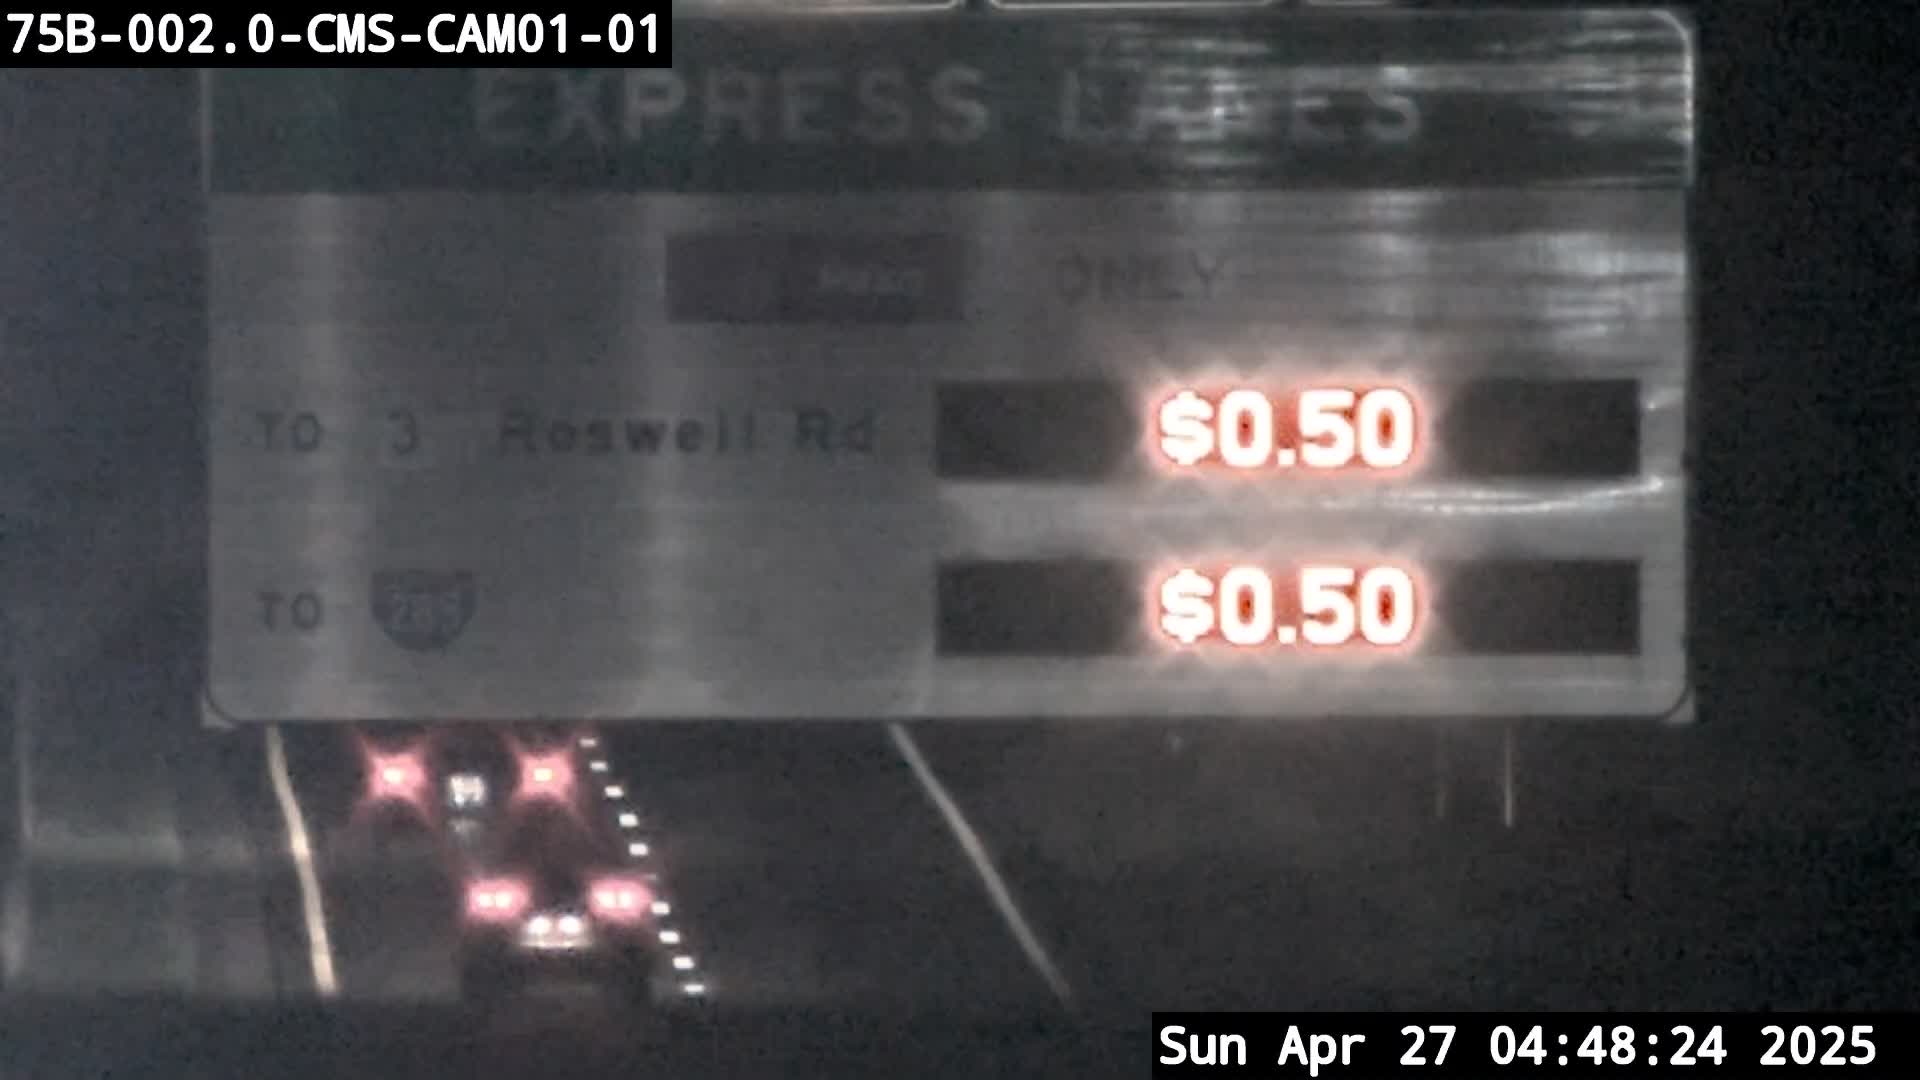 75B-002.0-CMS-CAM01-01
EXPRESS LANES
ONLY
TO 3 Roswell Rd $0.50
TO 285 $0.50
Sun Apr 27 04:48:24 2025